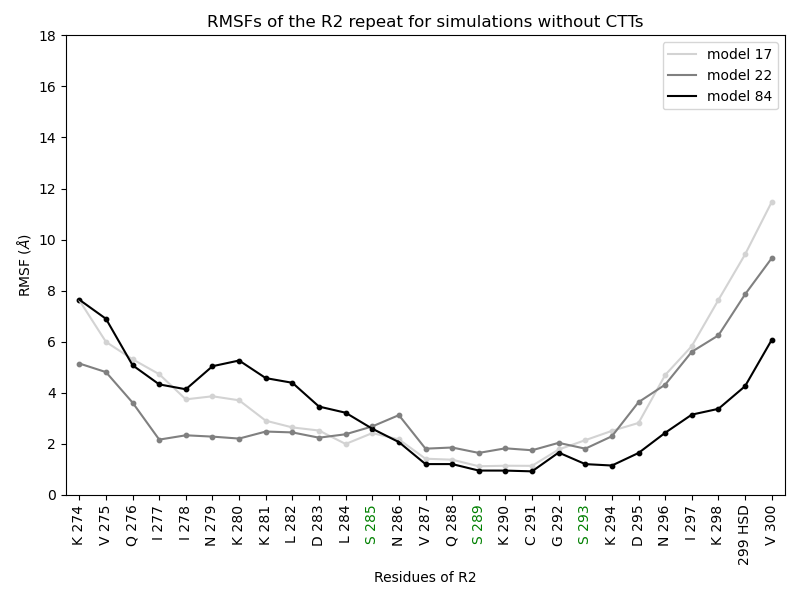 RMSFs of the R2 repeat for simulations without CTTs
model 17
model 22
model 84
RMSF (Å)
18
16
14
12
10
8
6
4
2
0
K 274
V 275
Q 276
I 277
I 278
N 279
K 280
K 281
L 282
D 283
L 284
S 285
N 286
V 287
Q 288
S 289
K 290
C 291
G 292
S 293
K 294
D 295
N 296
I 297
K 298
299 HSD
V 300
Residues of R2